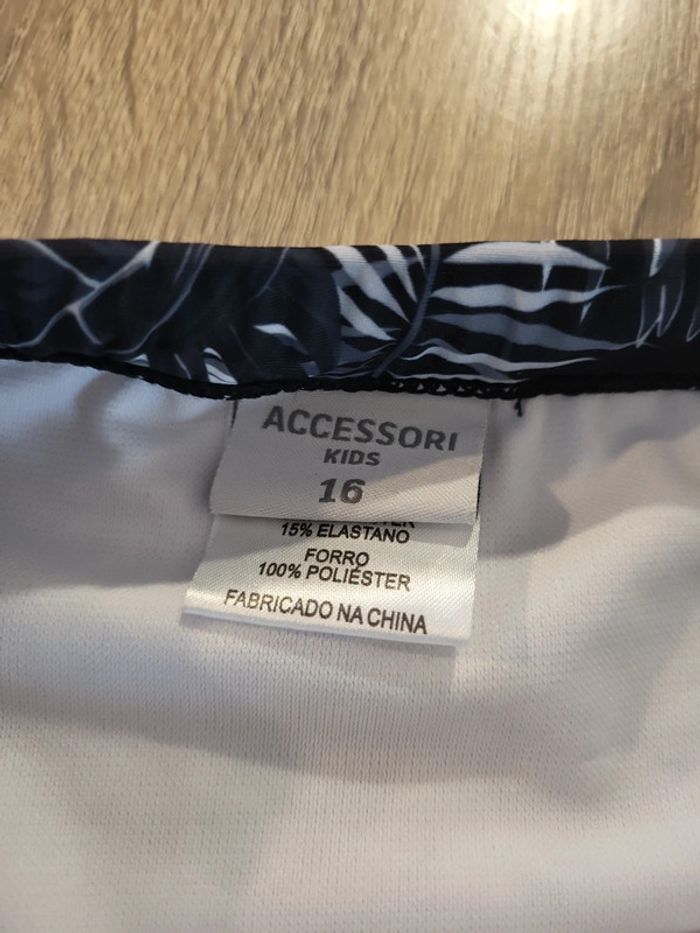 ACCESSORI
KIDS
16
15% ELASTANO
FORRO
100% POLIÉSTER
FABRICADO NA CHINA